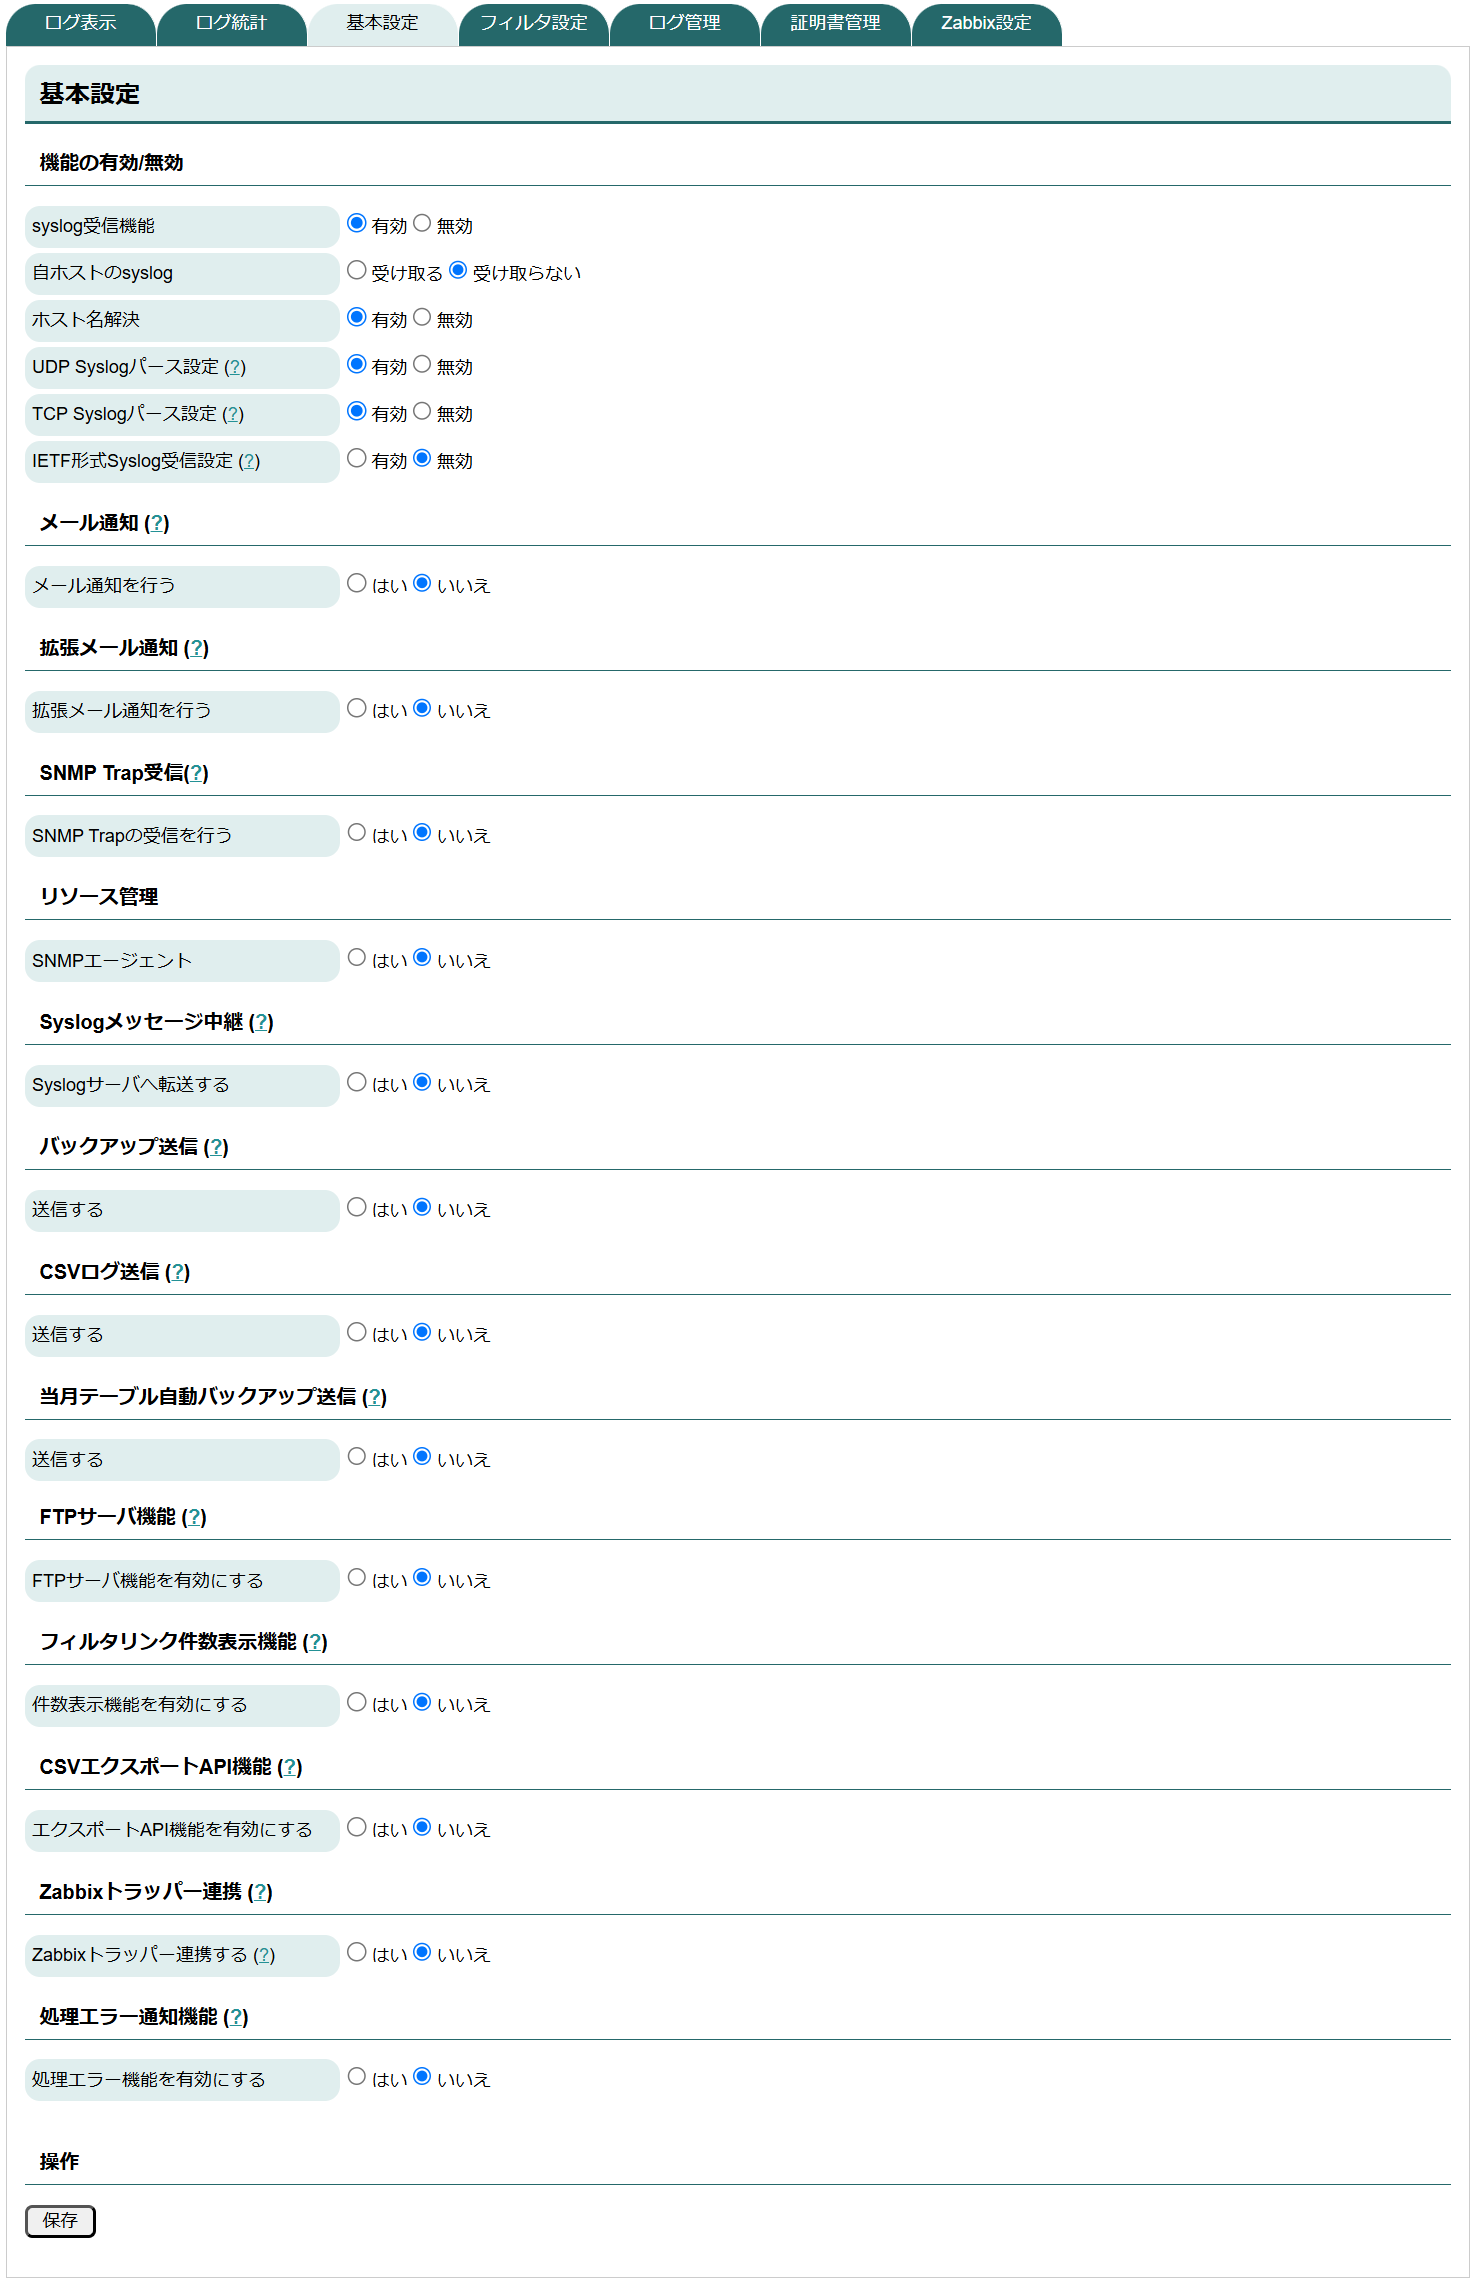 ログ表示 ログ統計 基本設定 フィルタ設定 ログ管理 証明書管理 Zabbix設定
基本設定
機能の有効/無効
syslog受信機能 有効 無効
自ホストのsyslog 受け取る 受け取らない
ホスト名解決 有効 無効
UDP Syslogパース設定 (?) 有効 無効
TCP Syslogパース設定 (?) 有効 無効
IETF形式Syslog受信設定 (?) 有効 無効
メール通知 (?)
メール通知を行う はい いいえ
拡張メール通知 (?)
拡張メール通知を行う はい いいえ
SNMP Trap受信(?)
SNMP Trapの受信を行う はい いいえ
リソース管理
SNMPエージェント はい いいえ
Syslogメッセージ中継 (?)
Syslogサーバへ転送する はい いいえ
バックアップ送信 (?)
送信する はい いいえ
CSVログ送信 (?)
送信する はい いいえ
当月テーブル自動バックアップ送信 (?)
送信する はい いいえ
FTPサーバ機能 (?)
FTPサーバ機能を有効にする はい いいえ
フィルタリンク件数表示機能 (?)
件数表示機能を有効にする はい いいえ
CSVエクスポートAPI機能 (?)
エクスポートAPI機能を有効にする はい いいえ
Zabbixトラッパー連携 (?)
Zabbixトラッパー連携する (?) はい いいえ
処理エラー通知機能 (?)
処理エラー機能を有効にする はい いいえ
操作
保存